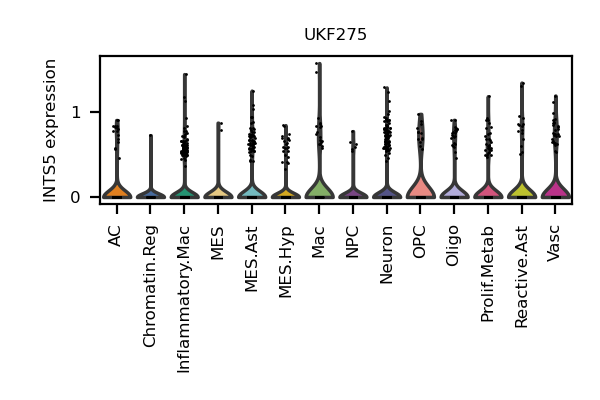 UKF275
INTS5 expression
1
0
AC
Chromatin.Reg
Inflammatory.Mac
MES
MES.Ast
MES.Hyp
Mac
NPC
Neuron
OPC
Oligo
Prolif.Metab
Reactive.Ast
Vasc